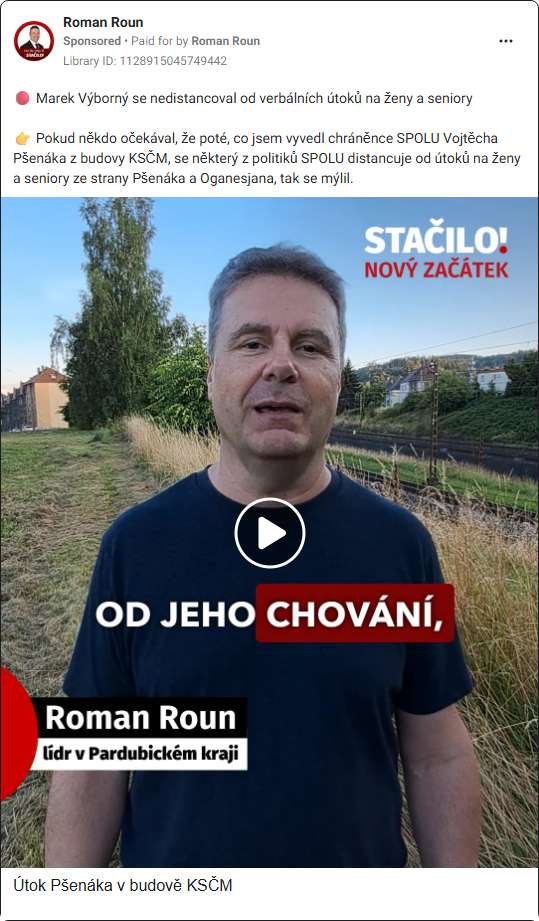 Roman Roun
Sponsored • Paid for by Roman Roun
Library ID: 1128915045749442
Marek Výborný se nedistancoval od verbálních útoků na ženy a seniory
👉 Pokud někdo očekával, že poté, co jsem vyvedl chráněnce SPOLU Vojtěcha
Pšenáka z budovy KSČM, se některý z politiků SPOLU distancuje od útoků na ženy
a seniory ze strany Pšenáka a Oganesjana, tak se mýlil.
STAČILO!
NOVÝ ZAČÁTEK
OD JEHO CHOVÁNÍ,
Roman Roun
lídr v Pardubickém kraji
Útok Pšenáka v budově KSČM